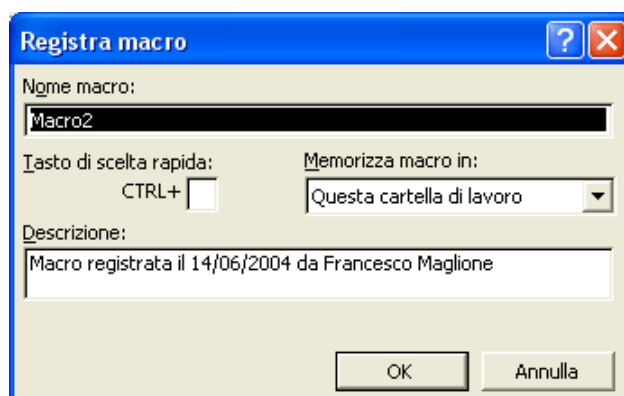 Registra macro
Nome macro:
Macro2
Tasto di scelta rapida:
Memorizza macro in:
CTRL+
Questa cartella di lavoro
Descrizione:
Macro registrata il 14/06/2004 da Francesco Maglione
OK
Annulla